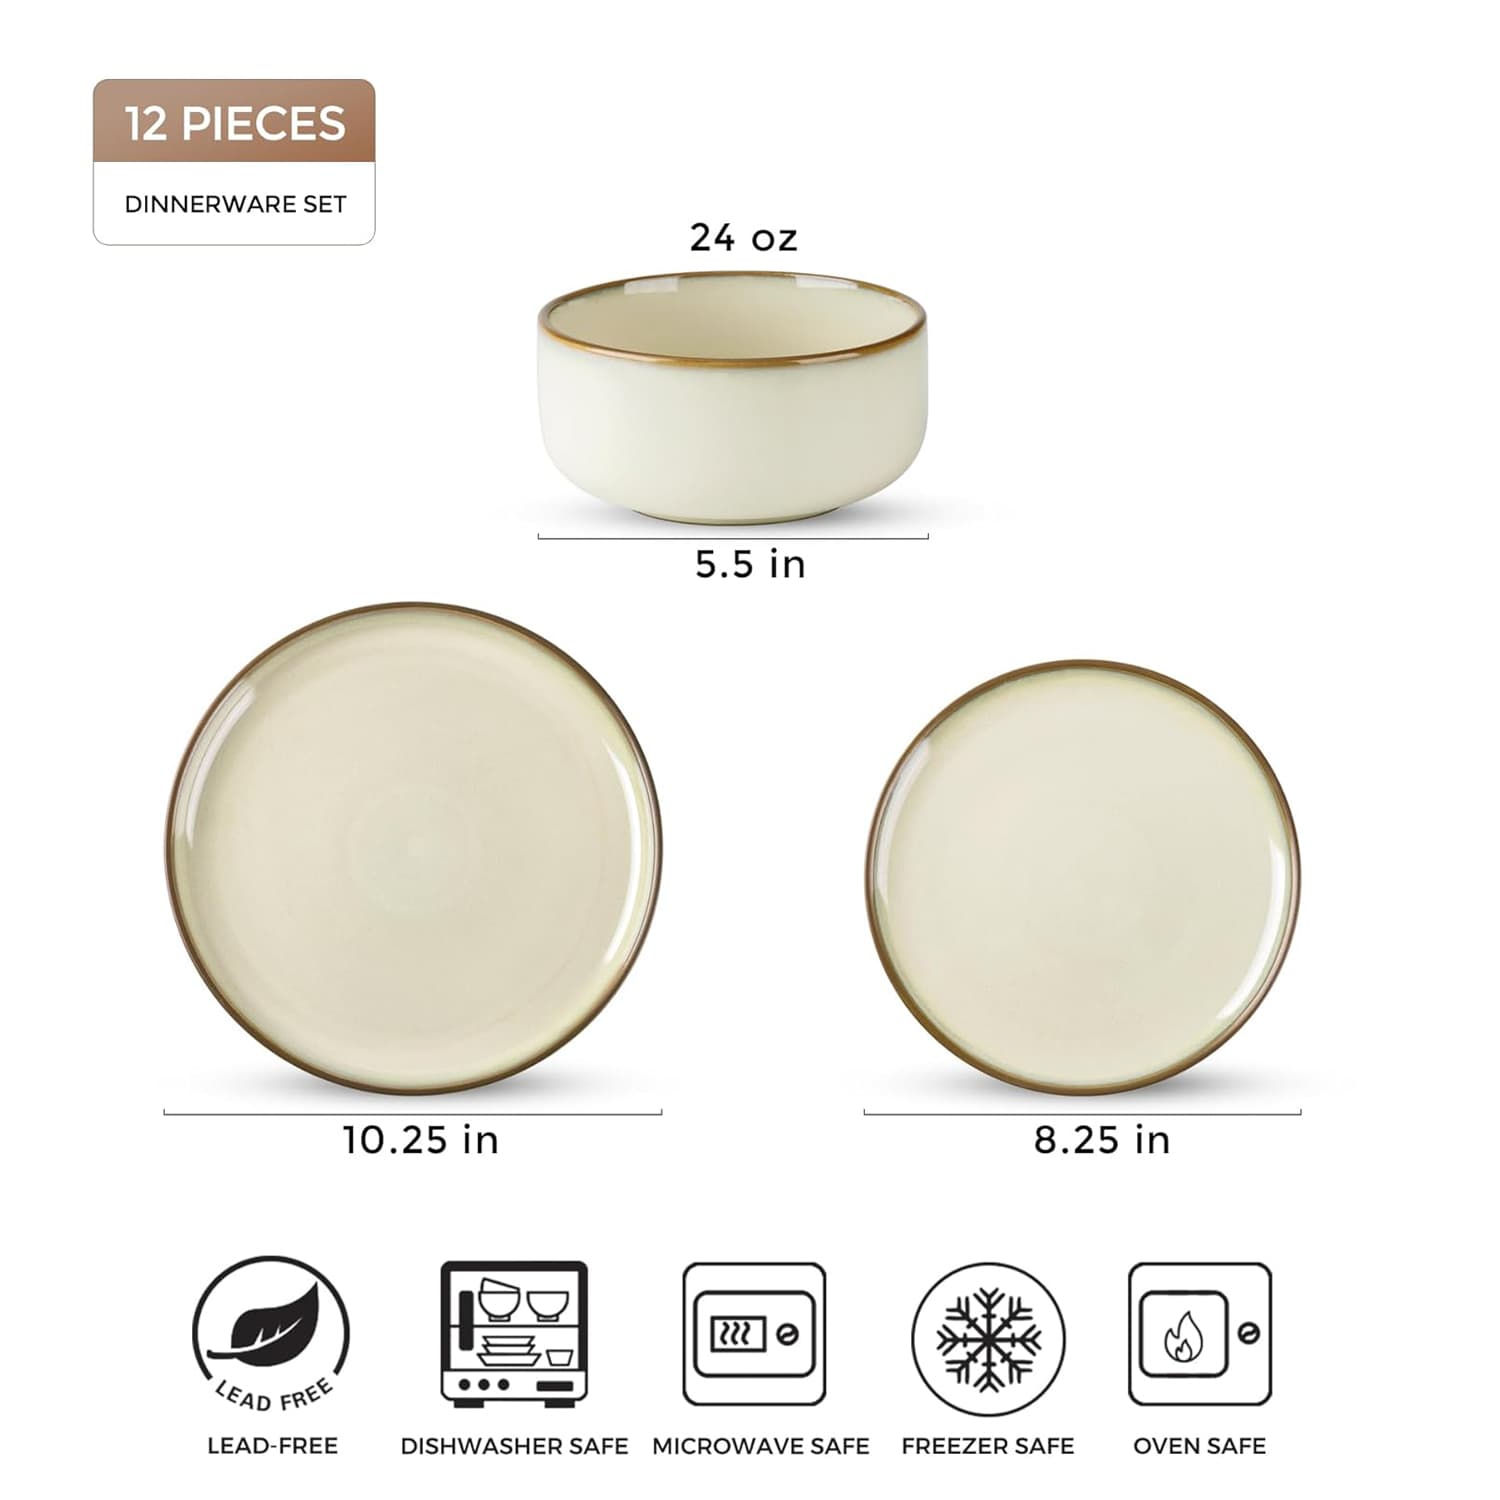 12 PIECES
DINNERWARE SET
24 oz
5.5 in
10.25 in
8.25 in
LEAD FREE
LEAD-FREE
DISHWASHER SAFE
MICROWAVE SAFE
FREEZER SAFE
OVEN SAFE